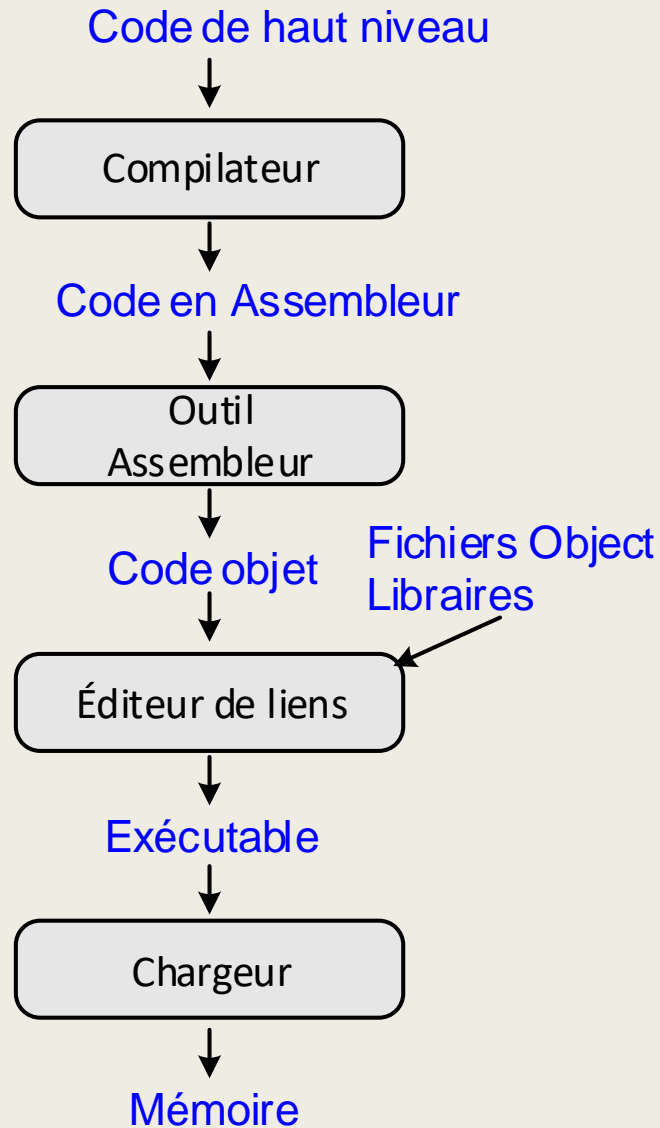 Code de haut niveau
Compilateur
Code en Assembleur
Outil
Assembleur
Code objet
Fichiers Object
Libraires
Éditeur de liens
Exécutable
Chargeur
Mémoire